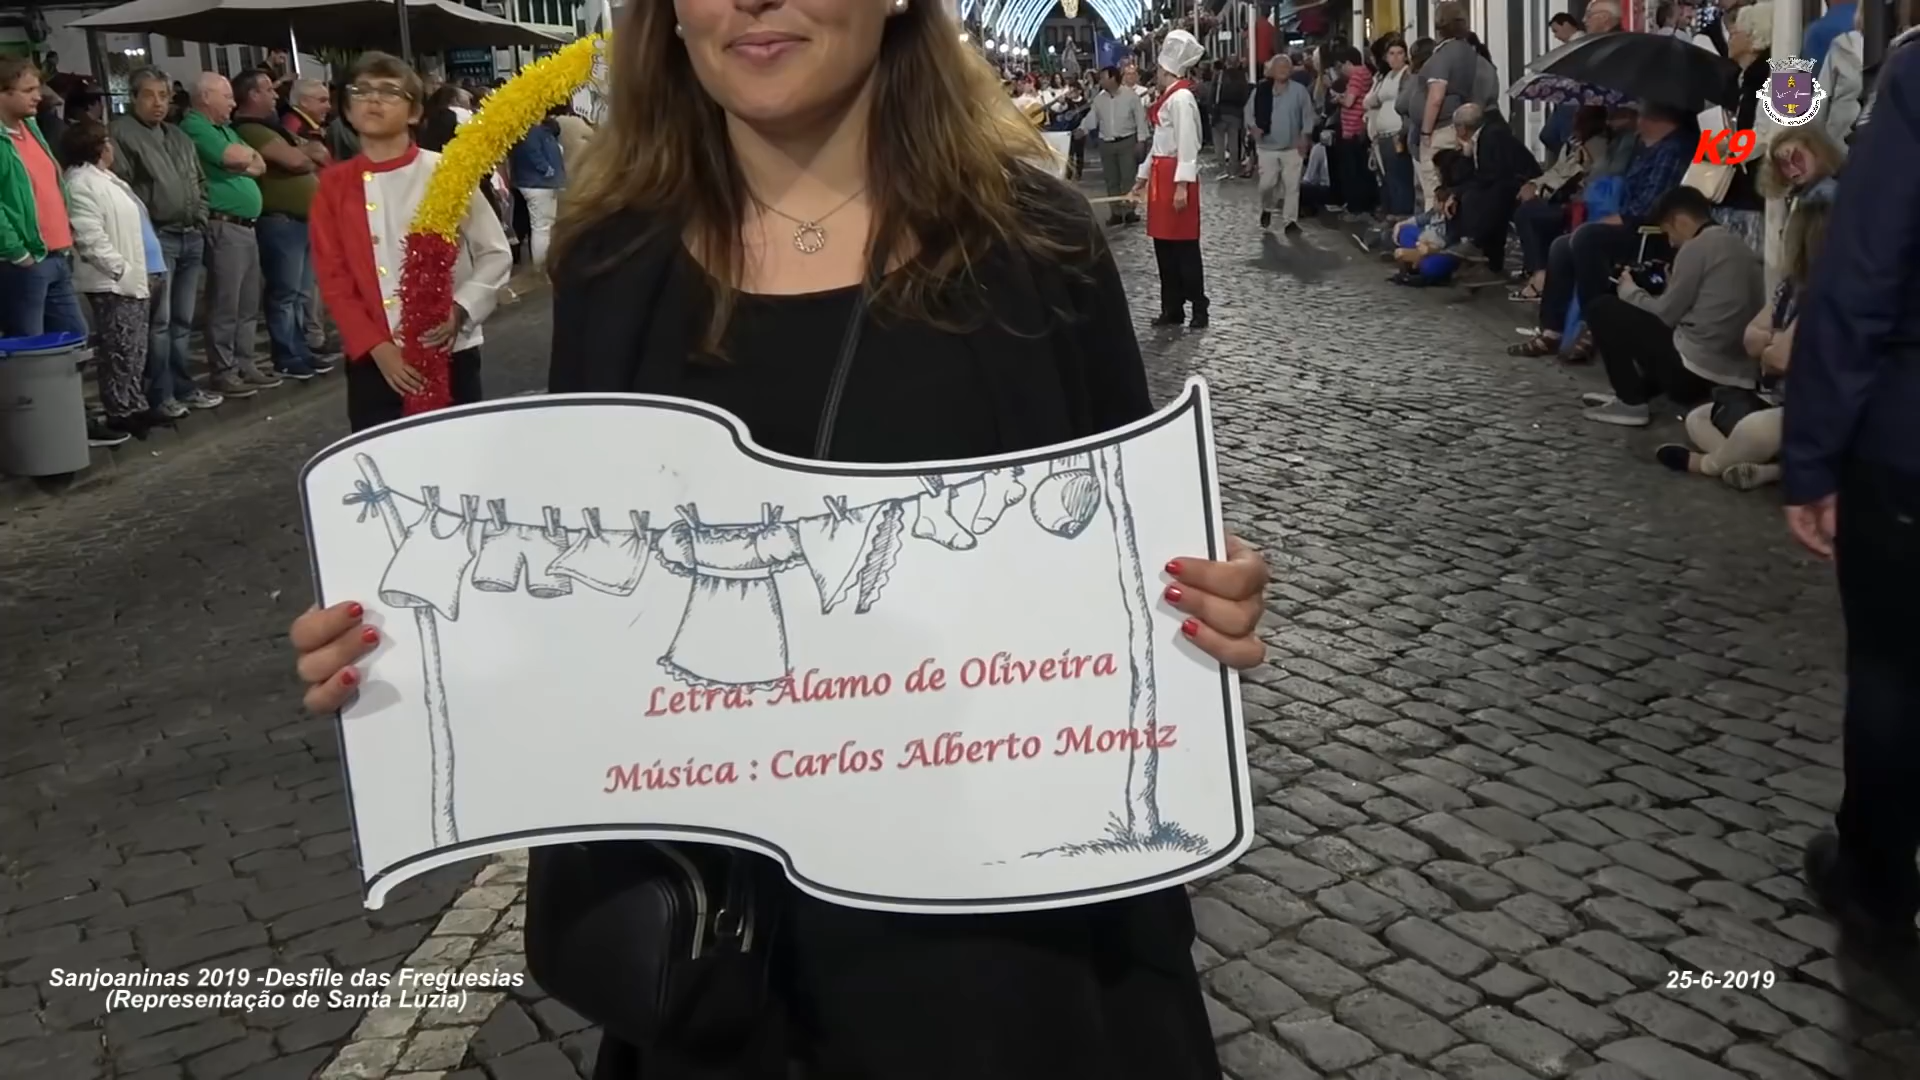 K9
Letra: Álamo de Oliveira
Música : Carlos Alberto Moniz
Sanjoaninas 2019 -Desfile das Freguesias
(Representação de Santa Luzia)
25-6-2019